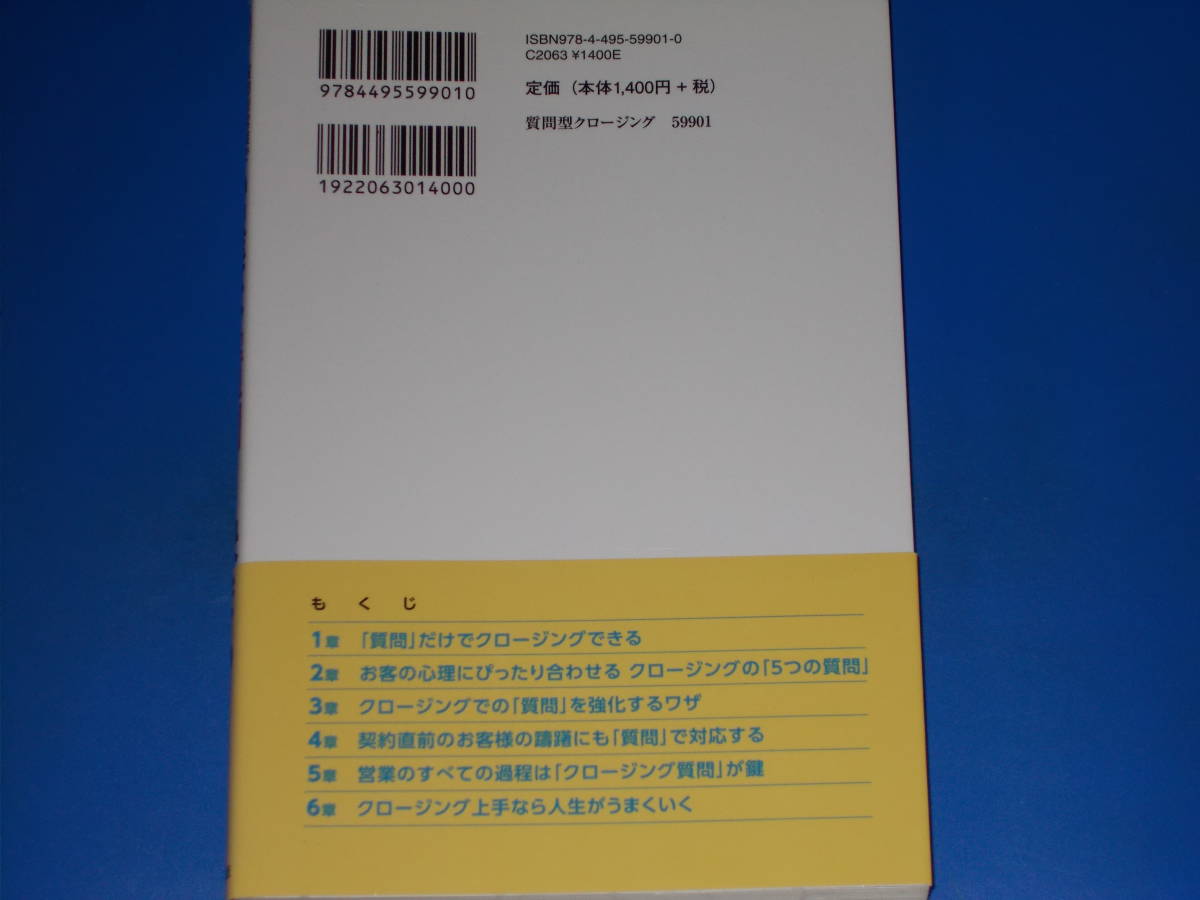 9784495599010
1922063014000
ISBN978-4-495-59901-0
C2063 ¥1400E
定価(本体1,400円+税)
質問型クロージング 59901
もくじ
1章 「質問」だけでクロージングできる
2章 お客の心理にぴったり合わせる クロージングの「5つの質問」
3章 クロージングでの「質問」を強化するワザ
4章 契約直前のお客様の躊躇にも「質問」で対応する
5章 営業のすべての過程は「クロージング質問」が鍵
6章 クロージング上手なら人生がうまくいく